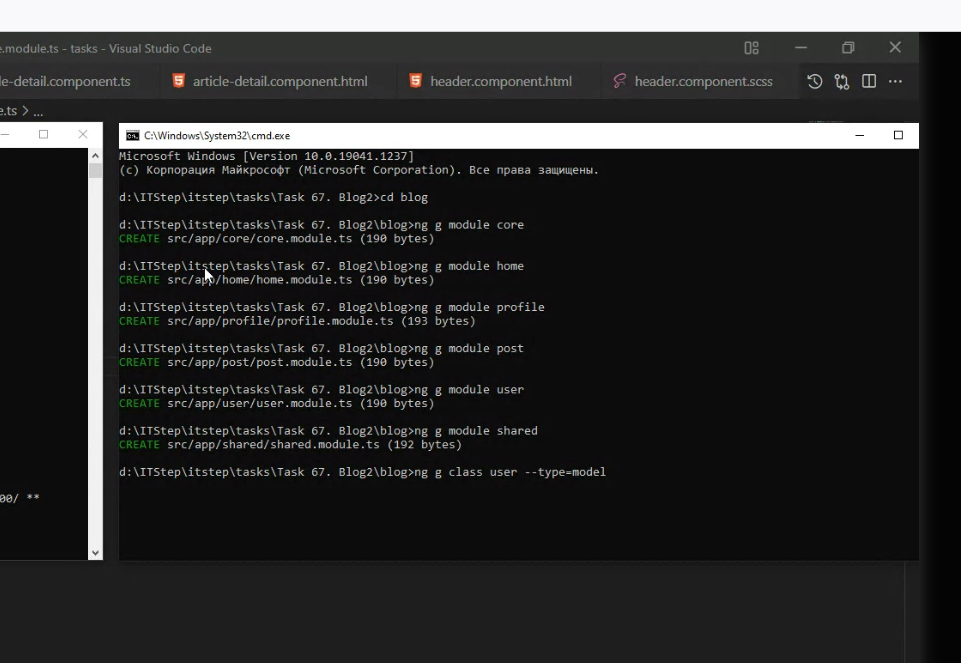 e.module.ts - tasks - Visual Studio Code
le-detail.component.ts article-detail.component.html header.component.html header.component.scss
e.ts > ...
C:\Windows\System32\cmd.exe
Microsoft Windows [Version 10.0.19041.1237]
(c) Корпорация Майкрософт (Microsoft Corporation). Все права защищены.
d:\ITStep\itstep\tasks\Task 67. Blog2>cd blog
d:\ITStep\itstep\tasks\Task 67. Blog2\blog>ng g module core
CREATE src/app/core/core.module.ts (190 bytes)
d:\ITStep\itstep\tasks\Task 67. Blog2\blog>ng g module home
CREATE src/app/home/home.module.ts (190 bytes)
d:\ITStep\itstep\tasks\Task 67. Blog2\blog>ng g module profile
CREATE src/app/profile/profile.module.ts (193 bytes)
d:\ITStep\itstep\tasks\Task 67. Blog2\blog>ng g module post
CREATE src/app/post/post.module.ts (190 bytes)
d:\ITStep\itstep\tasks\Task 67. Blog2\blog>ng g module user
CREATE src/app/user/user.module.ts (190 bytes)
d:\ITStep\itstep\tasks\Task 67. Blog2\blog>ng g module shared
CREATE src/app/shared/shared.module.ts (192 bytes)
d:\ITStep\itstep\tasks\Task 67. Blog2\blog>ng g class user --type=model
00/ **